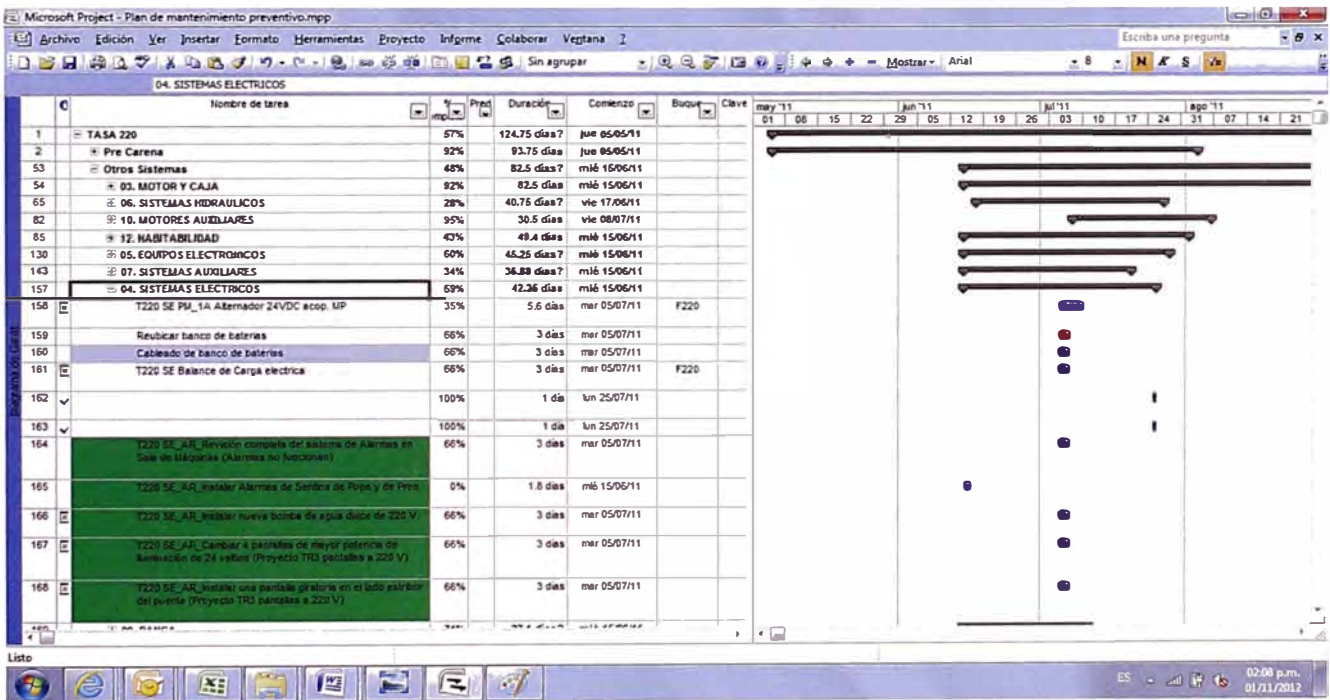 Microsoft Project - Plan de mantenimiento preventivo.mpp
Archivo Edición Ver Insertar Formato Herramientas Proyecto Informe Colaborar Ventana ? Escriba una pregunta
Sin agrupar Mostrar Arial 8 N K S
04. SISTEMAS ELECTRICOS
Nombre de tarea % Pred Duración Comienzo Buque Clave may '11 jun '11 jul '11 ago '11
01 08 15 22 29 05 12 19 26 03 10 17 24 31 07 14 21
1 TASA 220 57% 124.75 días? jue 05/05/11
2 Pre Carena 92% 93.75 días jue 05/05/11
53 Otros Sistemas 48% 82.5 días? mié 15/06/11
54 03. MOTOR Y CAJA 92% 82.5 días mié 15/06/11
65 06. SISTEMAS HIDRAULICOS 28% 40.75 días? vie 17/06/11
82 10. MOTORES AUXILIARES 95% 30.5 días vie 08/07/11
85 12. HABITABILIDAD 43% 49.4 días mié 15/06/11
130 05. EQUIPOS ELECTRONICOS 60% 45.25 días? mié 15/06/11
143 07. SISTEMAS AUXILIARES 34% 36.88 días? mié 15/06/11
157 04. SISTEMAS ELECTRICOS 69% 42.36 días mié 15/06/11
158 T220 SE PM_1A Alternador 24VDC acop. MP 35% 5.6 días mar 05/07/11 F220
159 Reubicar banco de baterias 66% 3 días mar 05/07/11
160 Cableado de banco de baterias 66% 3 días mar 05/07/11
161 T220 SE Balance de Carga electrica 66% 3 días mar 05/07/11 F220
162 100% 1 día lun 25/07/11
163 100% 1 día lun 25/07/11
164 T220 SE_AR_Revisión completa del sistema de Alarmas en Sala de Máquinas (Alarmas no funcionan) 66% 3 días mar 05/07/11
165 T220 SE_AR_Instalar Alarmas de Sentina de Popa y de Proa 0% 1.8 días mié 15/06/11
166 T220 SE_AR_Instalar nueva bomba de agua dulce de 220 V. 66% 3 días mar 05/07/11
167 T220 SE_AR_Cambiar 4 pantallas de mayor potencia de iluminación de 24 voltios (Proyecto TR3 pantallas a 220 V) 66% 3 días mar 05/07/11
168 T220 SE_AR_Instalar una pantalla giratoria en el lado estribor del puente (Proyecto TR3 pantallas a 220 V) 66% 3 días mar 05/07/11
Diagrama de Gantt
Listo
ES 02:08 p.m.
01/11/2012